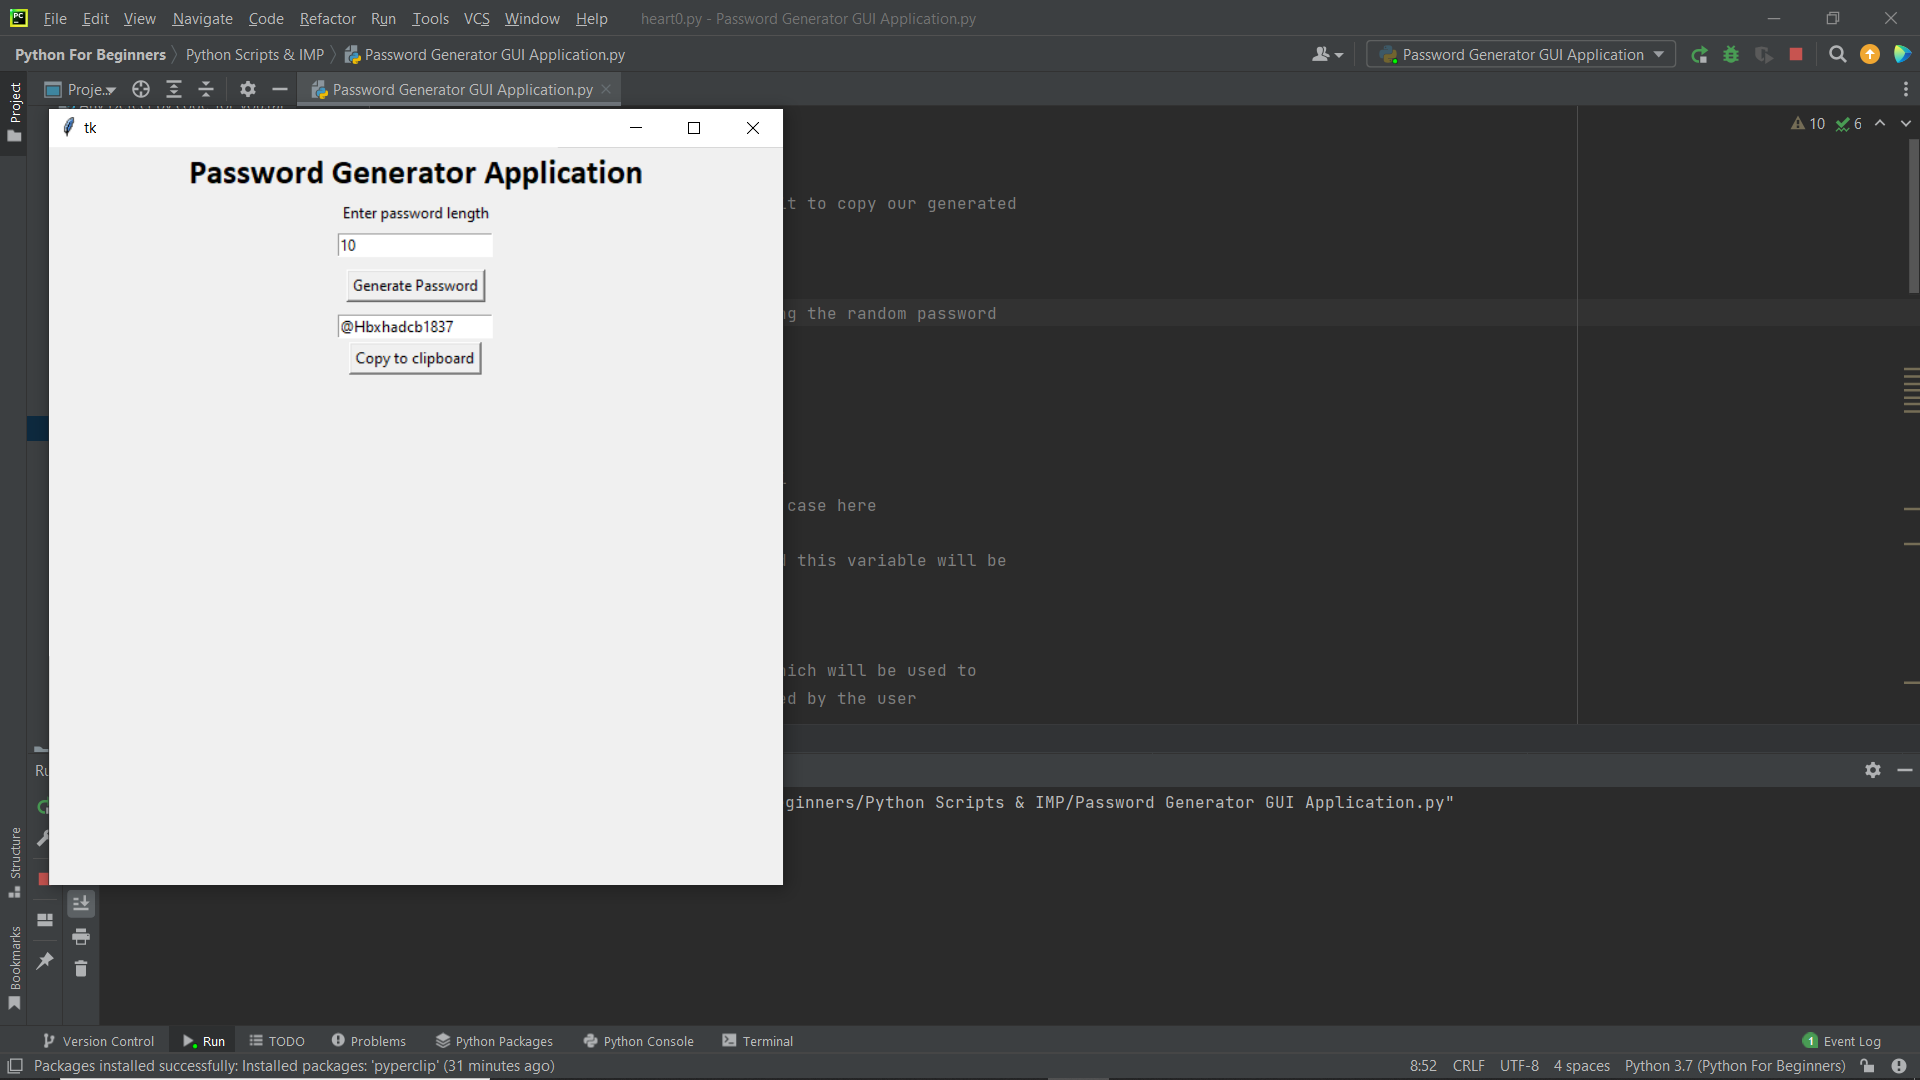 File Edit View Navigate Code Refactor Run Tools VCS Window Help heart0.py - Password Generator GUI Application.py
Python For Beginners Python Scripts & IMP Password Generator GUI Application.py Password Generator GUI Application
Project
Proje.. Password Generator GUI Application.py
tk
10 6
Password Generator Application
Enter password length
10
Generate Password
@Hbxhadcb1837
Copy to clipboard
to copy our generated
the random password
case here
this variable will be
will be used to
by the user
/Python Scripts & IMP/Password Generator GUI Application.py"
Structure
Bookmarks
Version Control Run TODO Problems Python Packages Python Console Terminal 1 Event Log
Packages installed successfully: Installed packages: 'pyperclip' (31 minutes ago) 8:52 CRLF UTF-8 4 spaces Python 3.7 (Python For Beginners)